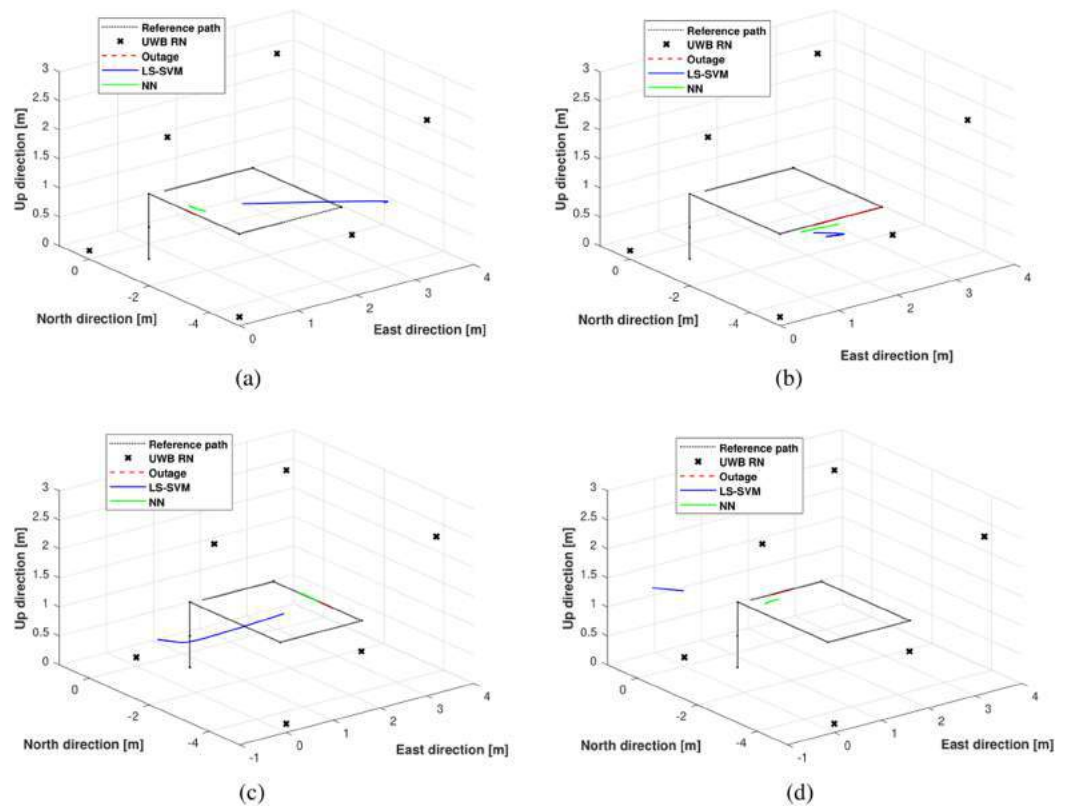 Reference path
UWB RN
Outage
LS-SVM
NN
3
2.5
2
1.5
1
0.5
0
Up direction [m]
0
-2
-4
North direction [m]
0
1
2
3
4
East direction [m]
(a)
Reference path
UWB RN
Outage
LS-SVM
NN
3
2.5
2
1.5
1
0.5
0
Up direction [m]
0
-2
-4
North direction [m]
0
1
2
3
4
East direction [m]
(b)
Reference path
UWB RN
Outage
LS-SVM
NN
3
2.5
2
1.5
1
0.5
0
Up direction [m]
0
-2
-4
North direction [m]
-1
0
1
2
3
4
East direction [m]
(c)
Reference path
UWB RN
Outage
LS-SVM
NN
3
2.5
2
1.5
1
0.5
0
Up direction [m]
0
-2
-4
North direction [m]
-1
0
1
2
3
4
East direction [m]
(d)